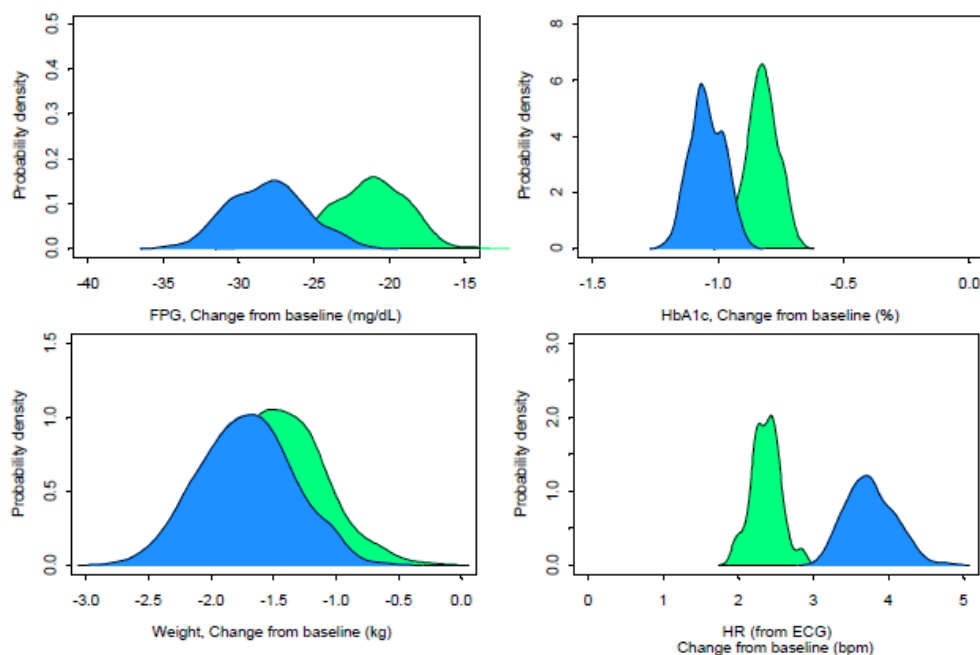 Probability density
0.5
0.4
0.3
0.2
0.1
0.0
-40 -35 -30 -25 -20 -15
FPG, Change from baseline (mg/dL)
Probability density
8
6
4
2
0
-1.5 -1.0 -0.5 0.0
HbA1c, Change from baseline (%)
Probability density
1.5
1.0
0.5
0.0
-3.0 -2.5 -2.0 -1.5 -1.0 -0.5 0.0
Weight, Change from baseline (kg)
Probability density
3.0
2.0
1.0
0.0
0 1 2 3 4 5
HR (from ECG)
Change from baseline (bpm)